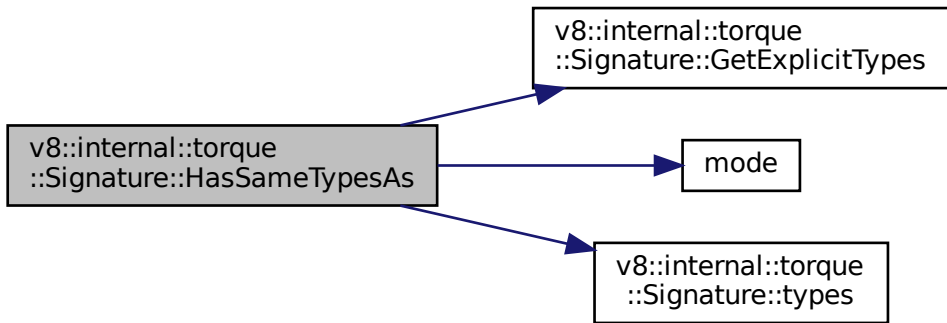 v8::internal::torque
::Signature::GetExplicitTypes
v8::internal::torque
::Signature::HasSameTypesAs
mode
v8::internal::torque
::Signature::types